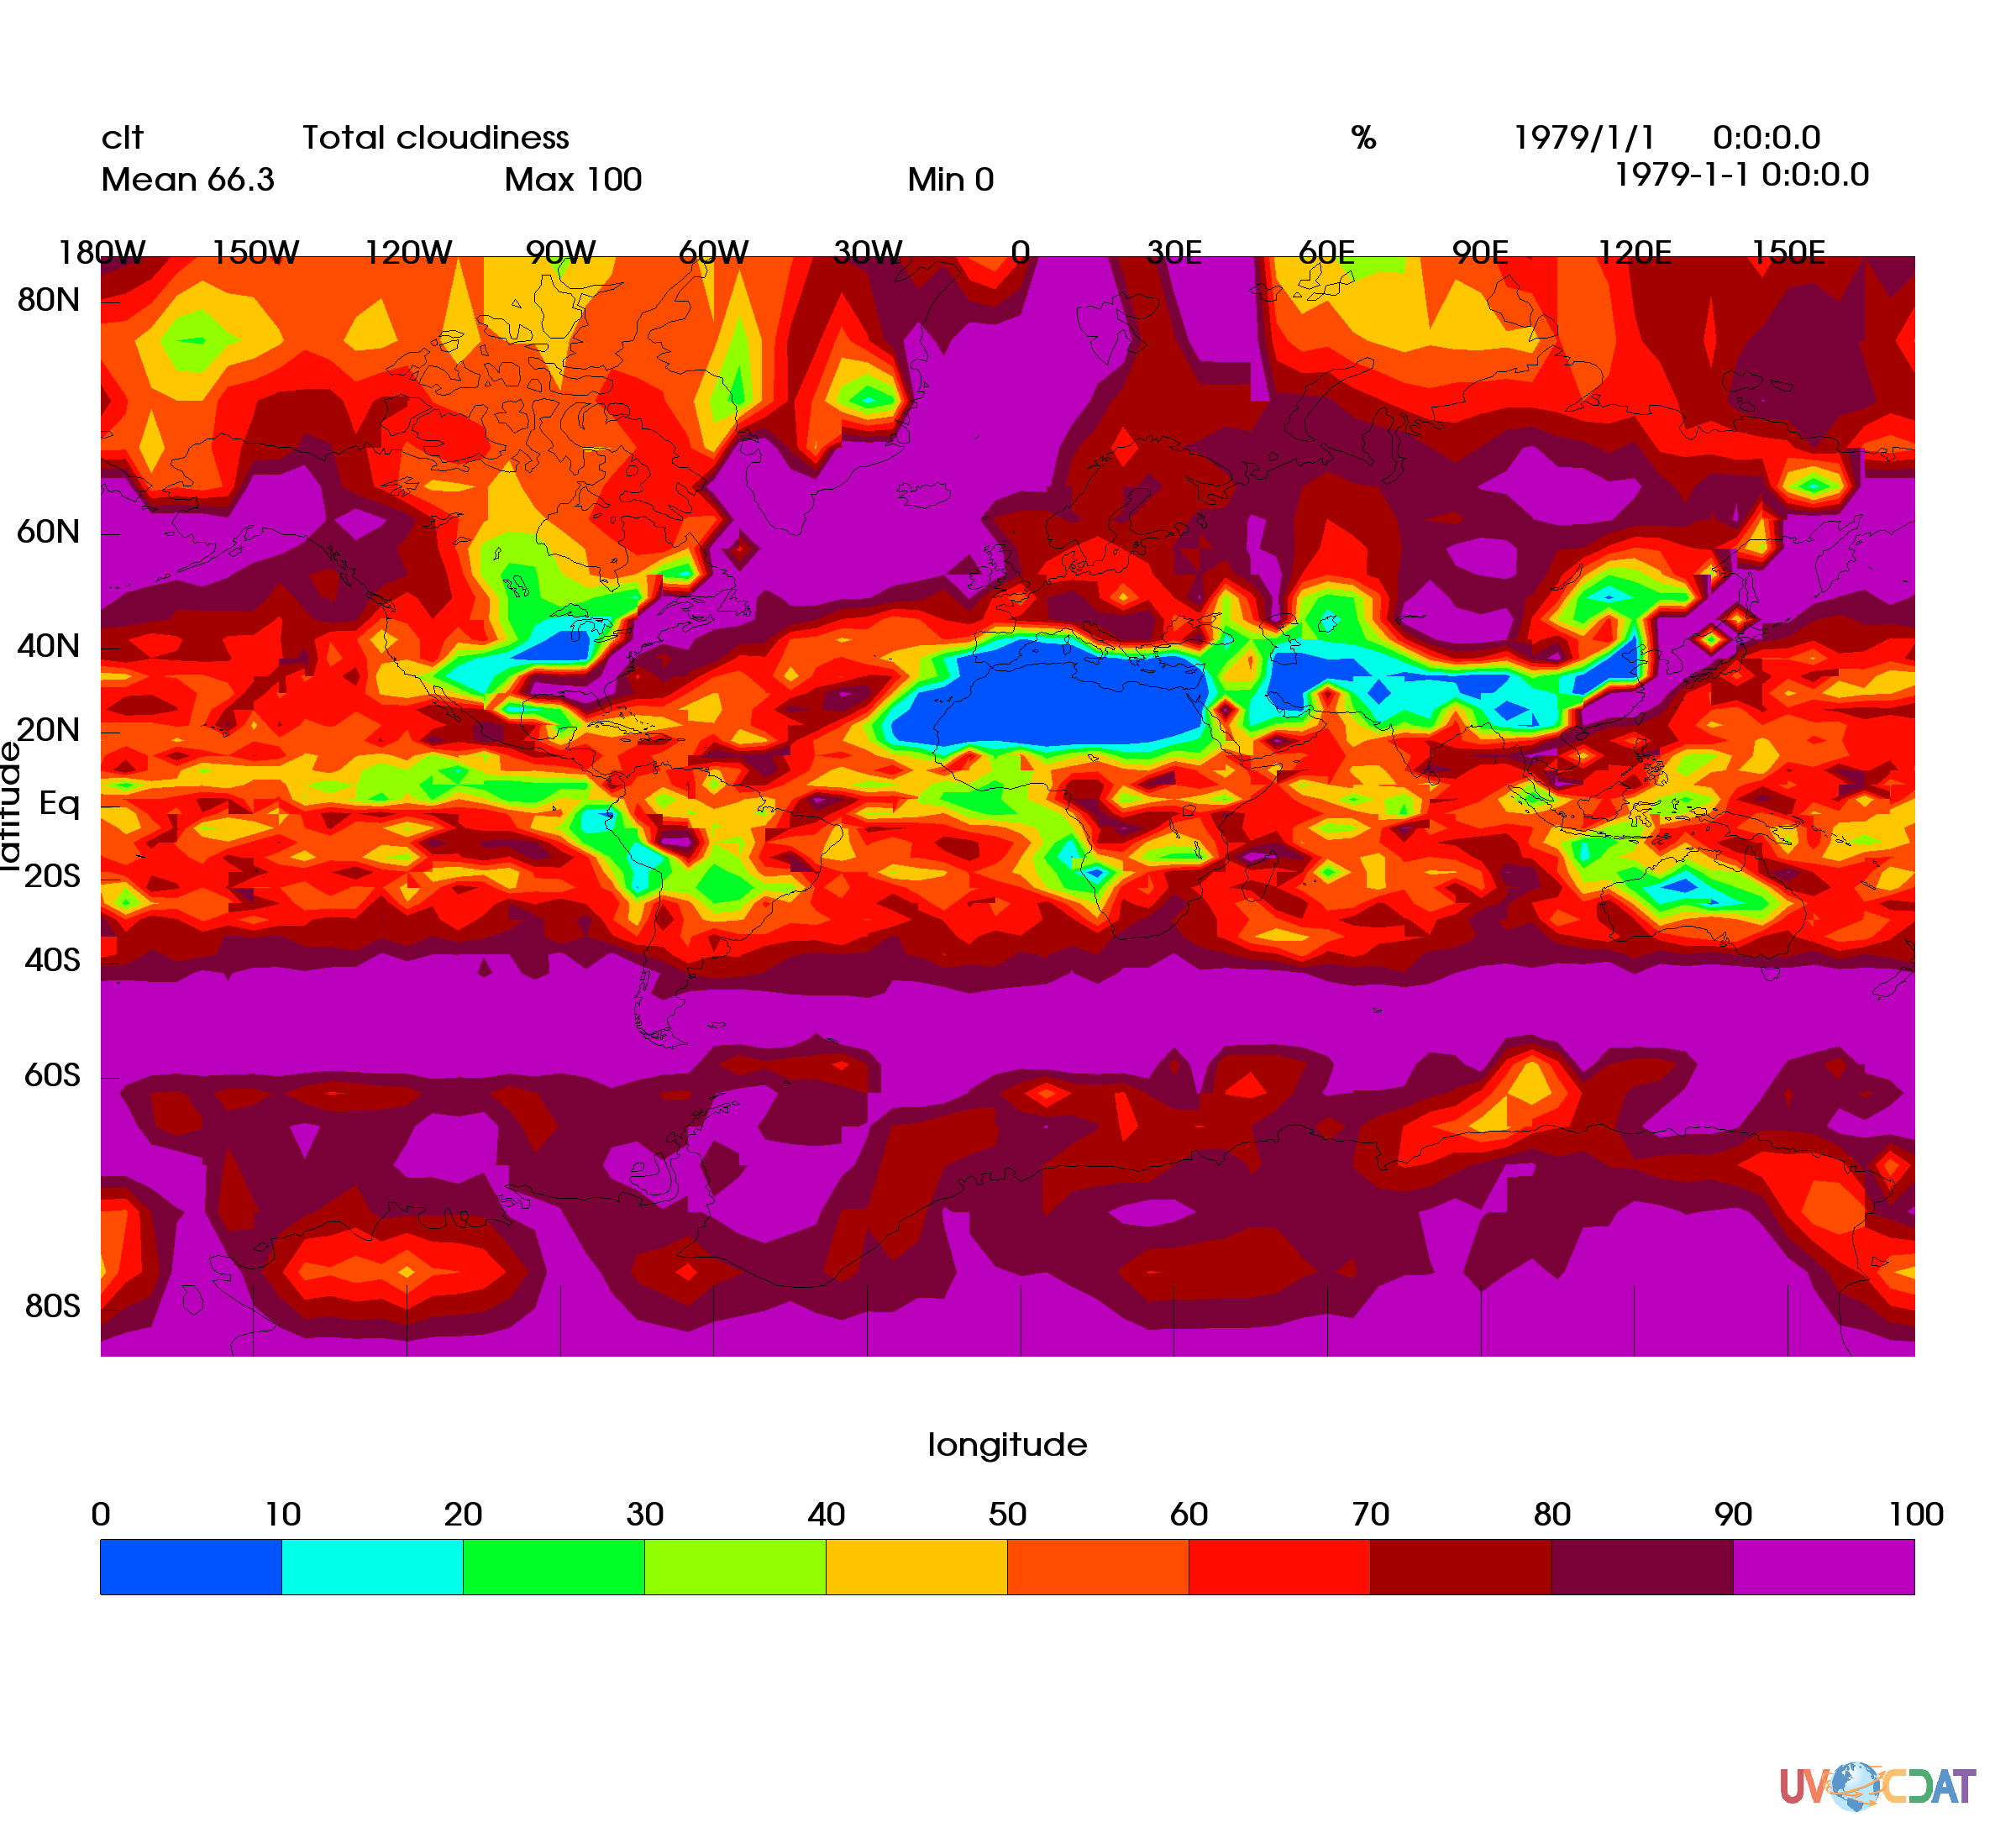 clt Total cloudiness % 1979/1/1 0:0:0.0
Mean 66.3 Max 100 Min 0 1979-1-1 0:0:0.0
180W 150W 120W 90W 60W 30W 0 30E 60E 90E 120E 150E
80N
60N
40N
20N
latitude
Eq
20S
40S
60S
80S
longitude
0 10 20 30 40 50 60 70 80 90 100
UV CDAT